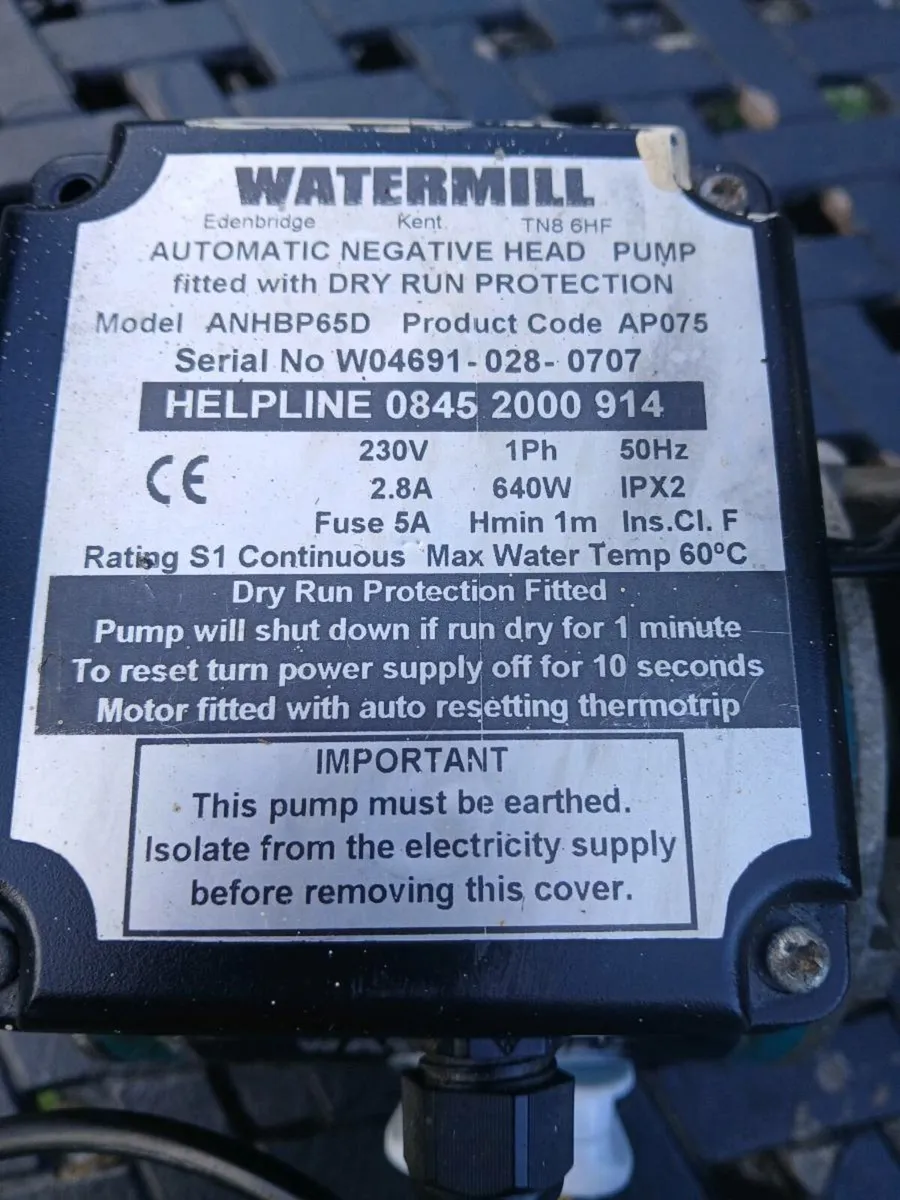 WATERMILL
Edenbridge Kent TN8 6HF
AUTOMATIC NEGATIVE HEAD PUMP
fitted with DRY RUN PROTECTION
Model ANHBP65D Product Code AP075
Serial No W04691-028-0707
HELPLINE 0845 2000 914
CE 230V 1Ph 50Hz
2.8A 640W IPX2
Fuse 5A Hmin 1m Ins.Cl. F
Rating S1 Continuous Max Water Temp 60ºC
Dry Run Protection Fitted
Pump will shut down if run dry for 1 minute
To reset turn power supply off for 10 seconds
Motor fitted with auto resetting thermotrip
IMPORTANT
This pump must be earthed.
Isolate from the electricity supply
before removing this cover.